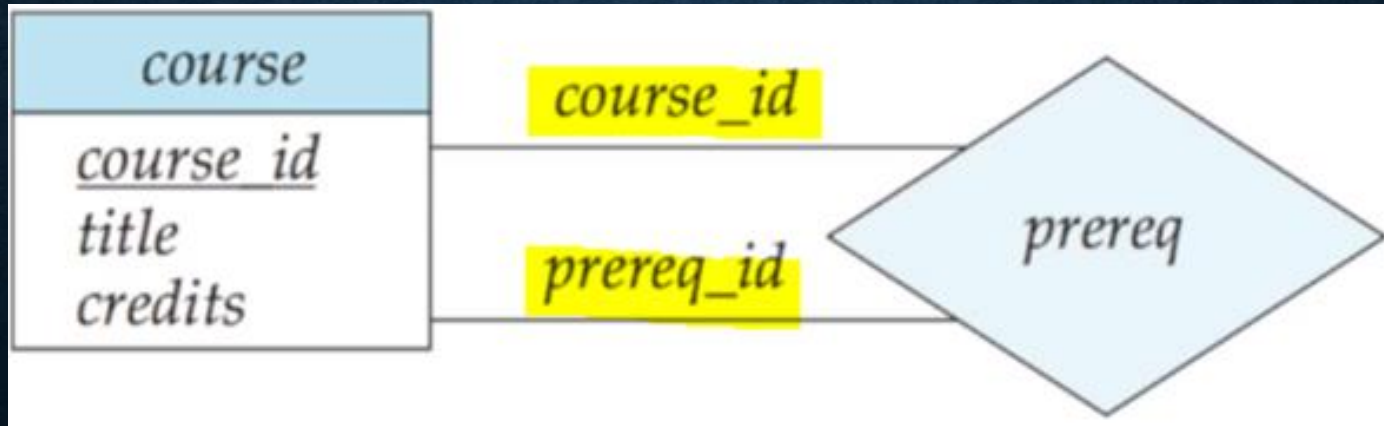 course
course_id
title
credits
course_id
prereq_id
prereq